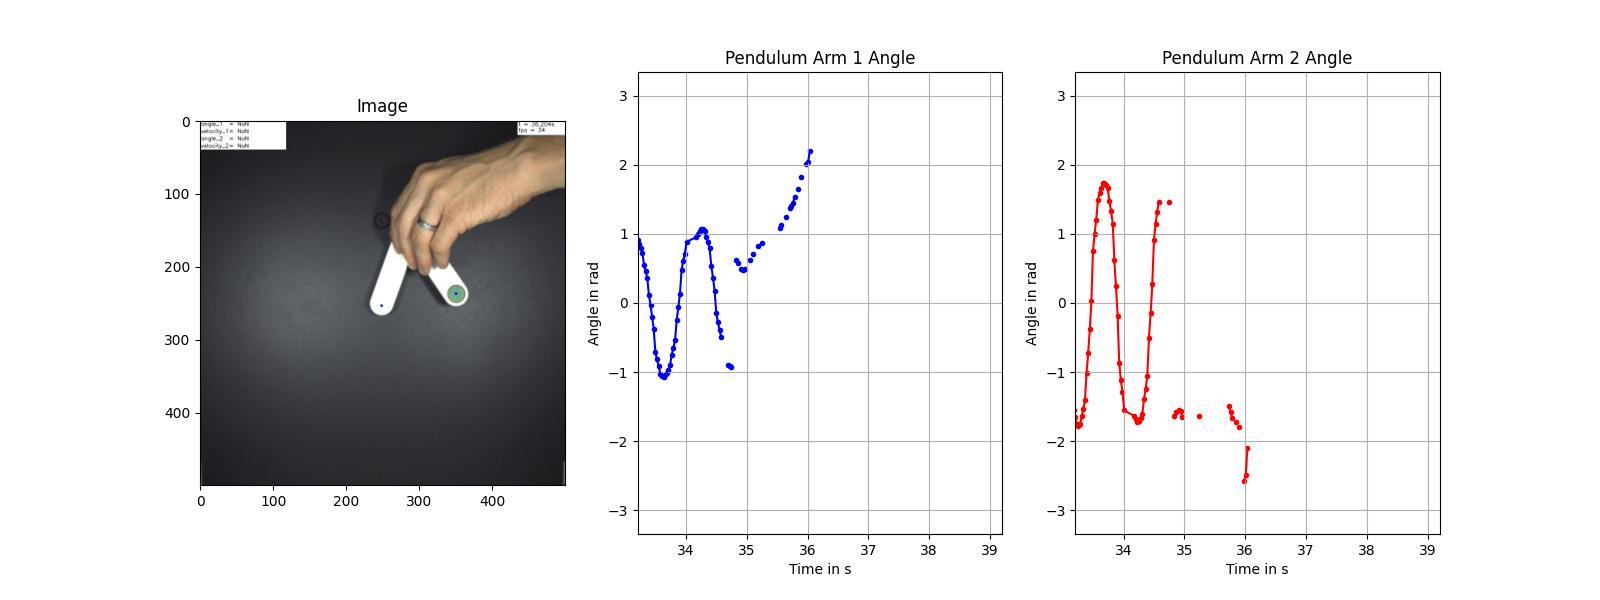 Image
angle_1 = NaN
velocity_1= NaN
angle_2 = NaN
velocity_2= NaN
t = 36.204s
fps = 34
0
100
200
300
400
0 100 200 300 400
Pendulum Arm 1 Angle
Angle in rad
3
2
1
0
−1
−2
−3
34 35 36 37 38 39
Time in s
Pendulum Arm 2 Angle
Angle in rad
3
2
1
0
−1
−2
−3
34 35 36 37 38 39
Time in s